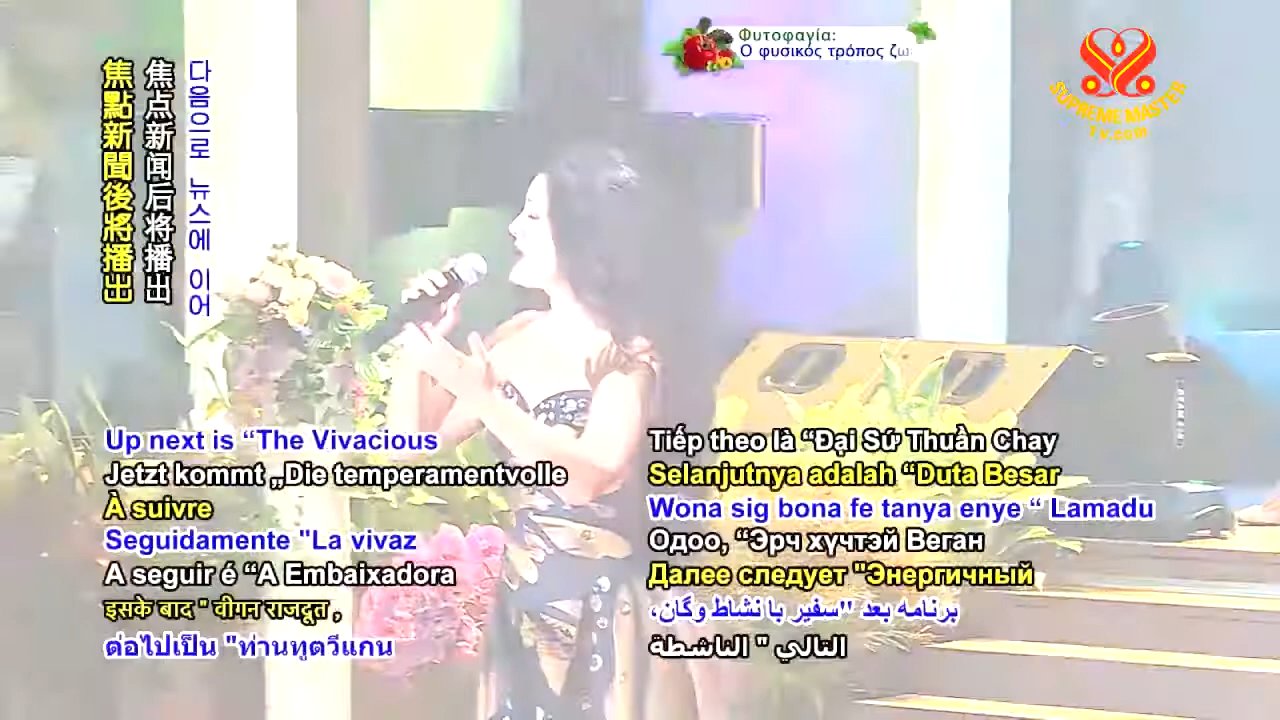 Φυτοφαγία:
Ο φυσικός τρόπος ζω
SUPREME MASTER
TV.com
焦點新聞後將播出
焦点新闻后将播出
다음으로 뉴스에 이어
Up next is “The Vivacious
Jetzt kommt „Die temperamentvolle
À suivre
Seguidamente "La vivaz
A seguir é “A Embaixadora
इसके बाद " वीगन राजदूत ,
ต่อไปเป็น "ท่านทูตวีแกน
Tiếp theo là “Đại Sứ Thuần Chay
Selanjutnya adalah “Duta Besar
Wona sig bona fe tanya enye “ Lamadu
Одоо, “Эрч хүчтэй Веган
Далее следует "Энергичный
برنامه بعد "سفیر با نشاط وگان،
التالي " الناشطة